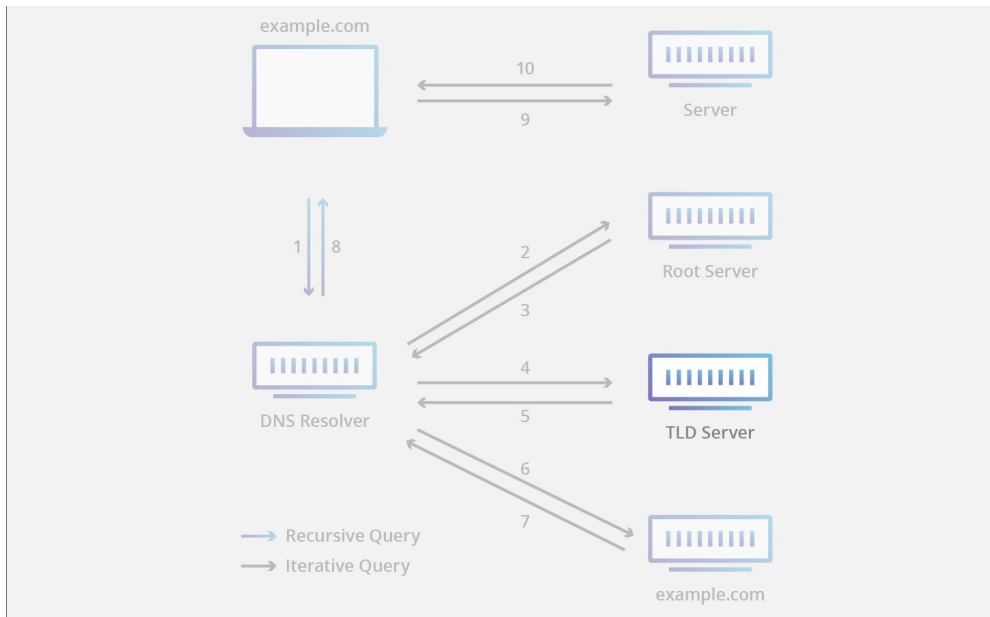 example.com
10
9
Server
1
8
2
3
Root Server
4
5
DNS Resolver
TLD Server
6
7
Recursive Query
Iterative Query
example.com